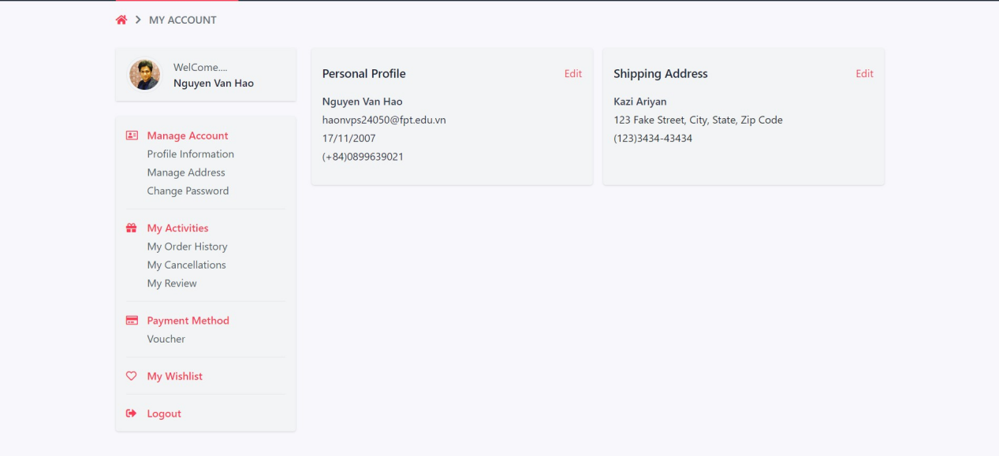 MY ACCOUNT
WelCome....
Nguyen Van Hao
Manage Account
Profile Information
Manage Address
Change Password
My Activities
My Order History
My Cancellations
My Review
Payment Method
Voucher
My Wishlist
Logout
Personal Profile Edit
Nguyen Van Hao
haonvps24050@fpt.edu.vn
17/11/2007
(+84)0899639021
Shipping Address Edit
Kazi Ariyan
123 Fake Street, City, State, Zip Code
(123)3434-43434